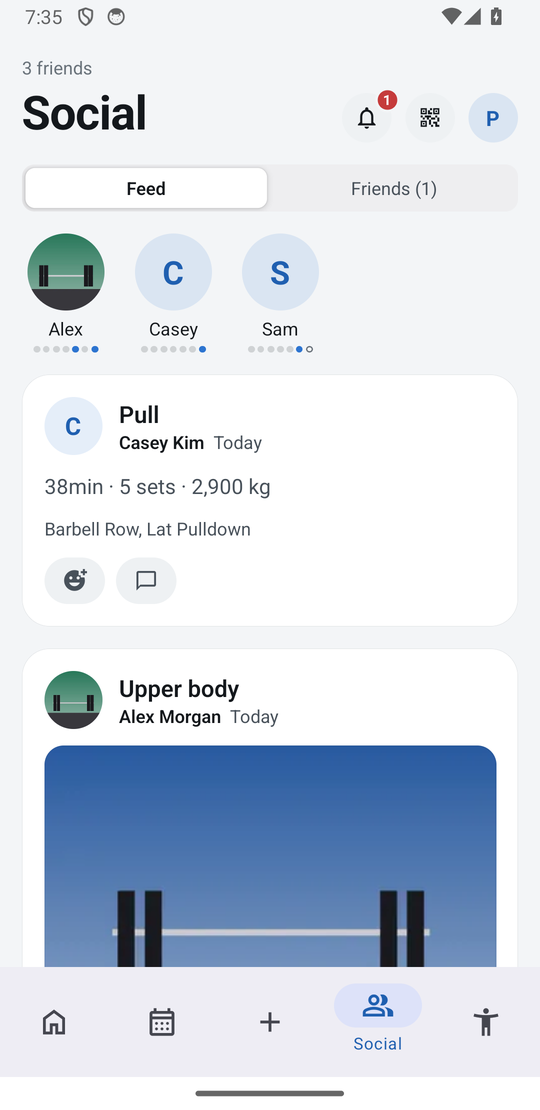 7:35
3 friends
Social
1
P
Feed
Friends (1)
C
S
Alex
Casey
Sam
C
Pull
Casey Kim Today
38min · 5 sets · 2,900 kg
Barbell Row, Lat Pulldown
Upper body
Alex Morgan Today
Social